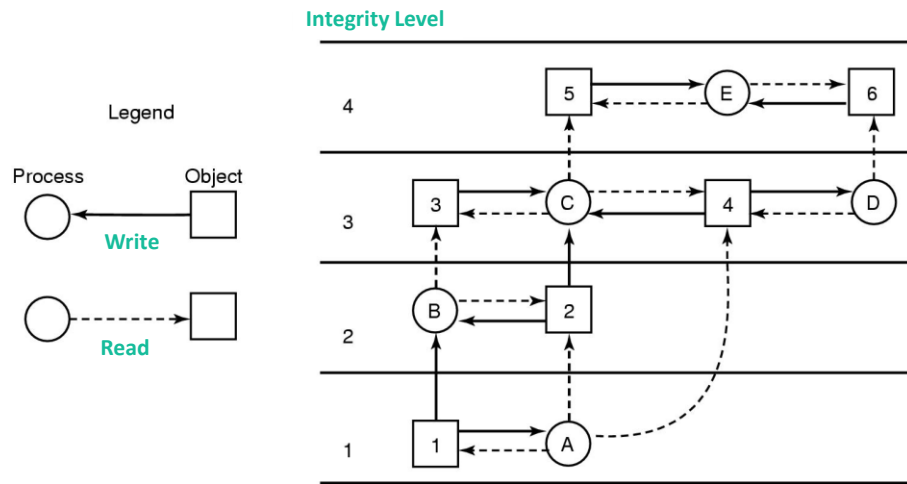 Integrity Level
Legend
Process Object
Write
Read
4
5 E 6
3
3 C 4 D
2
B 2
1
1 A